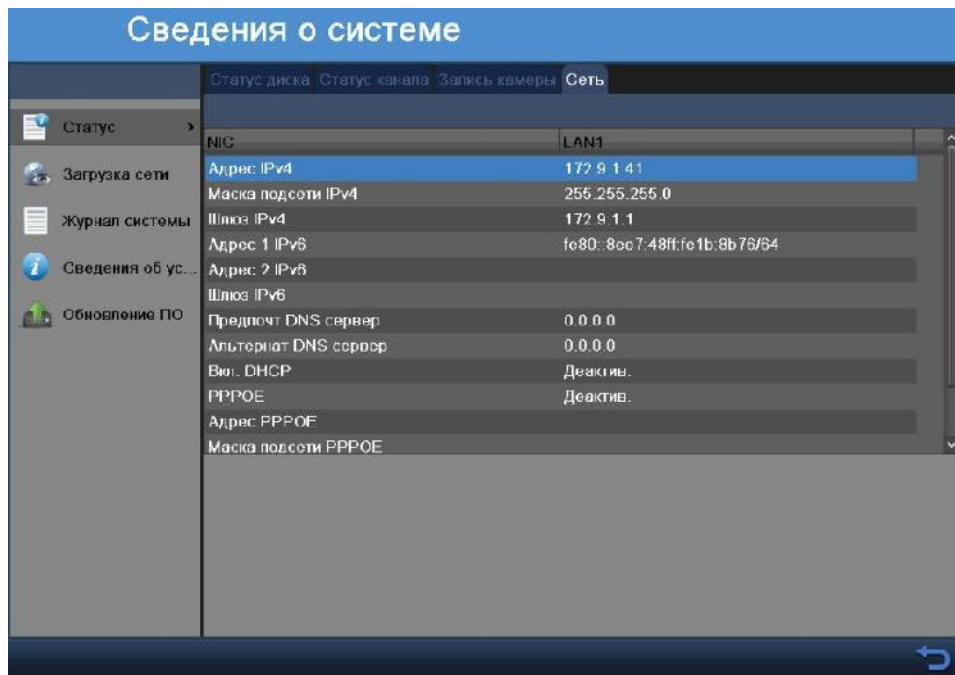 Сведения о системе
Статус диска Статус канала Запись камеры Сеть
Статус
Загрузка сети
Журнал системы
Сведения об ус...
Обновление ПО
NIC LAN1
Адрес IPv4 172.9.1.41
Маска подсети IPv4 255.255.255.0
Шлюз IPv4 172.9.1.1
Адрес 1 IPv6 fe80::8ce7:48ff:fe1b:8b76/64
Адрес 2 IPv6
Шлюз IPv6
Предпочт DNS сервер 0.0.0.0
Альтернат DNS сервер 0.0.0.0
Вкл. DHCP Деактив.
PPPOE Деактив.
Адрес PPPOE
Маска подсети PPPOE